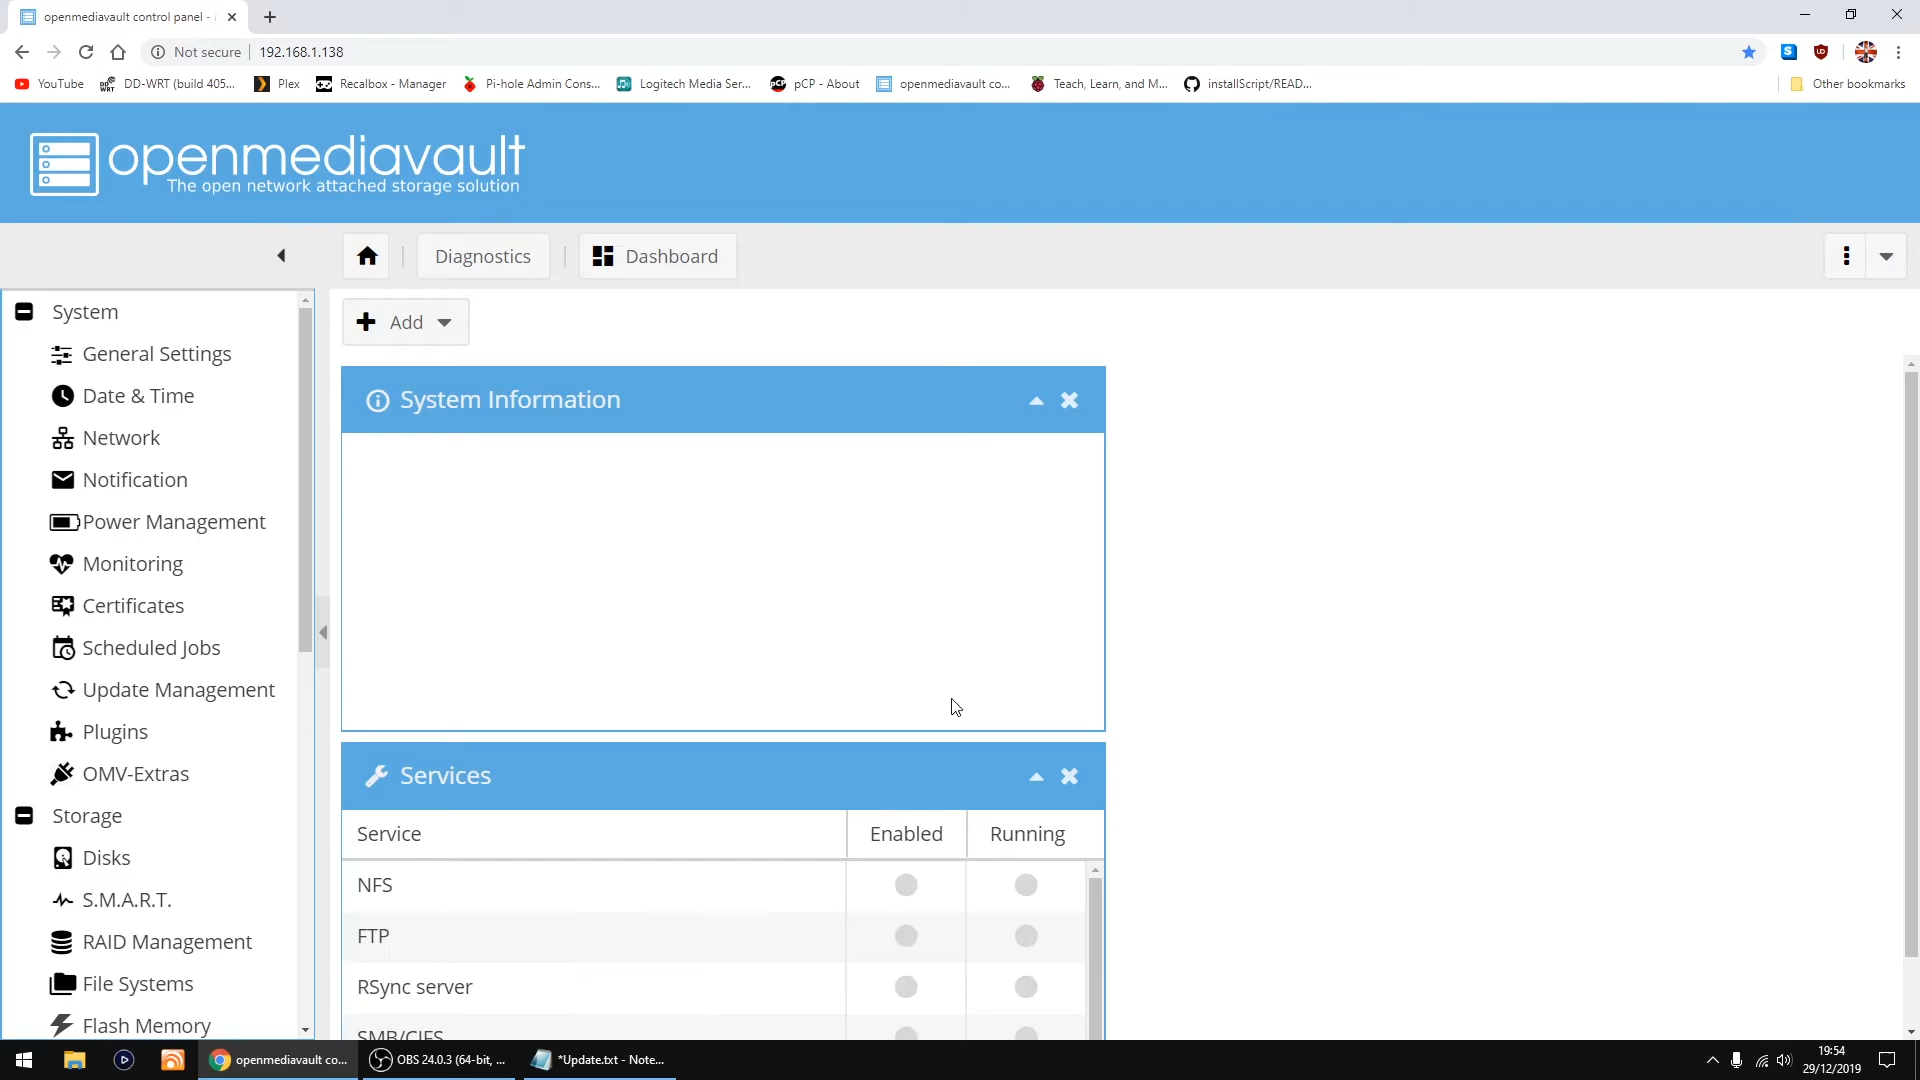 openmediavault control panel -
Not secure
192.168.1.138
YouTube
DD-WRT (build 405...
Plex
Recalbox - Manager
Pi-hole Admin Cons...
Logitech Media Ser...
pCP - About
openmediavault co...
Teach, Learn, and M...
installScript/READ...
Other bookmarks
openmediavault
The open network attached storage solution
Diagnostics
Dashboard
System
General Settings
Date & Time
Network
Notification
Power Management
Monitoring
Certificates
Scheduled Jobs
Update Management
Plugins
OMV-Extras
Storage
Disks
S.M.A.R.T.
RAID Management
File Systems
Flash Memory
Add
System Information
Services
Service Enabled Running
NFS
FTP
RSync server
SMB/CIFS
openmediavault co...
OBS 24.0.3 (64-bit, ...
*Update.txt - Note...
19:54
29/12/2019